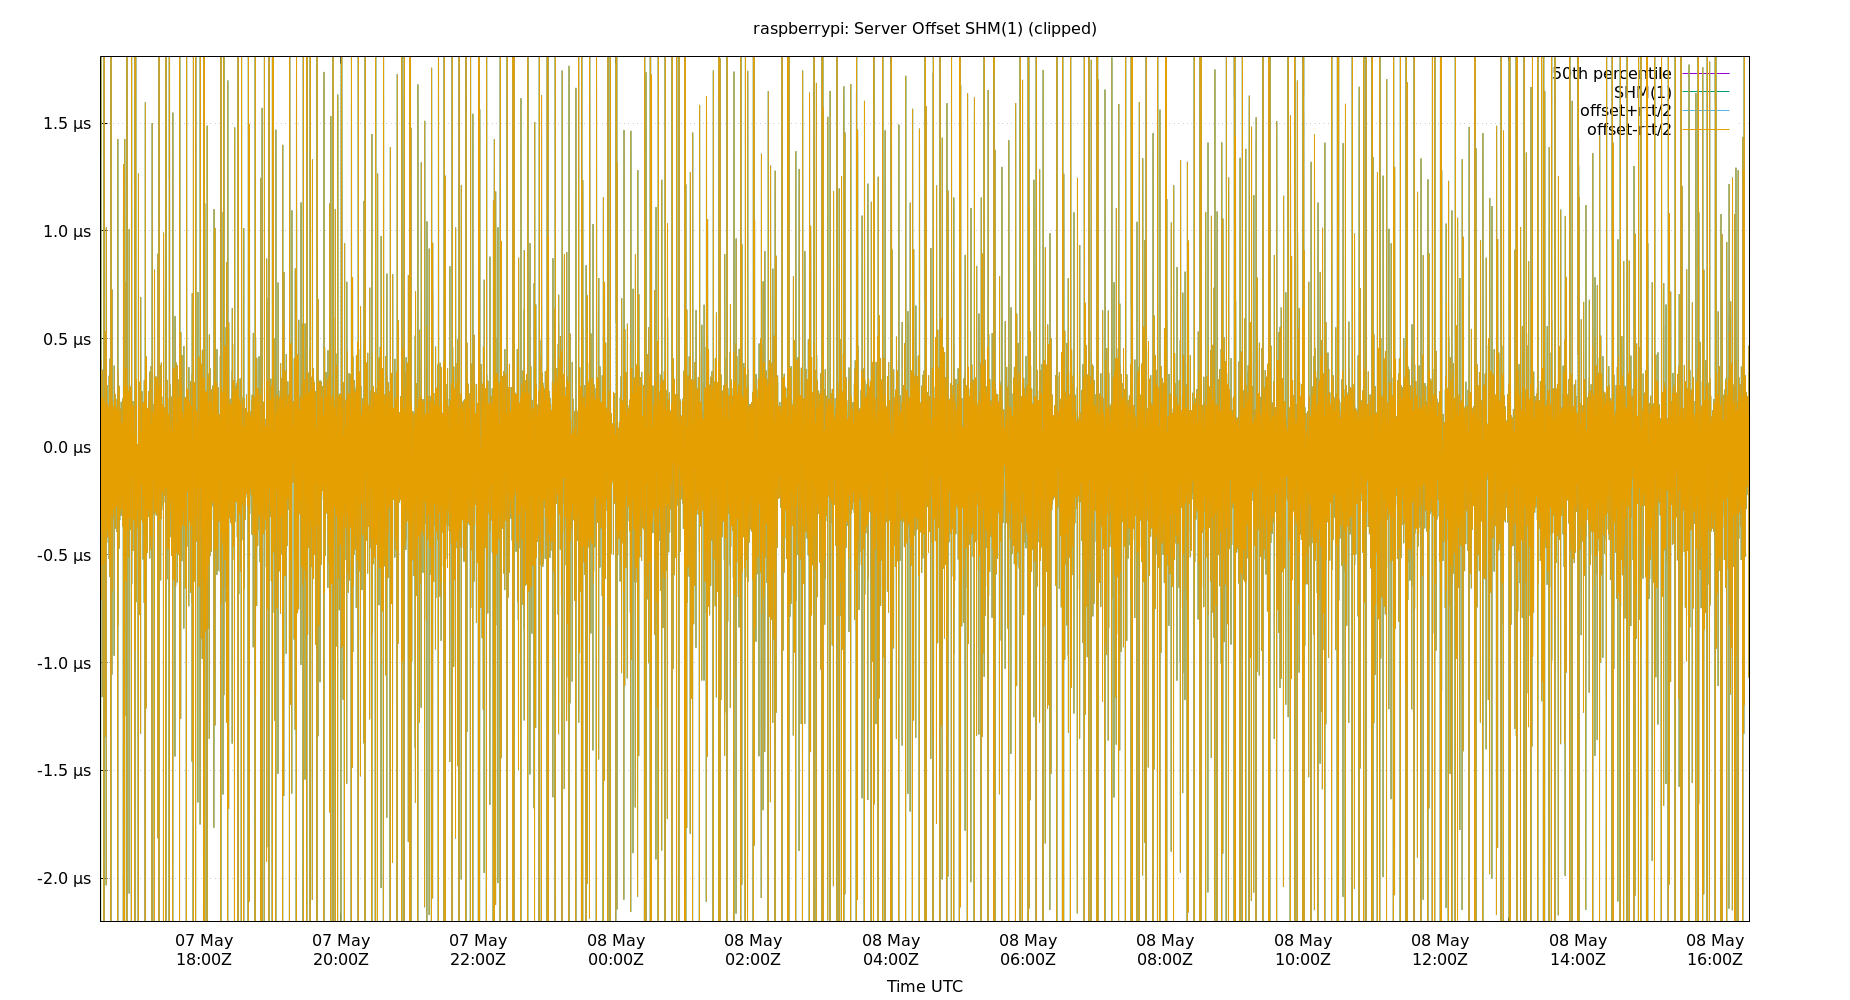 raspberrypi: Server Offset SHM(1) (clipped)
50th percentile
SHM(1)
offset+rtt/2
offset-rtt/2
1.5 µs
1.0 µs
0.5 µs
0.0 µs
-0.5 µs
-1.0 µs
-1.5 µs
-2.0 µs
07 May 07 May 07 May 08 May 08 May 08 May 08 May 08 May 08 May 08 May 08 May 08 May
18:00Z 20:00Z 22:00Z 00:00Z 02:00Z 04:00Z 06:00Z 08:00Z 10:00Z 12:00Z 14:00Z 16:00Z
Time UTC